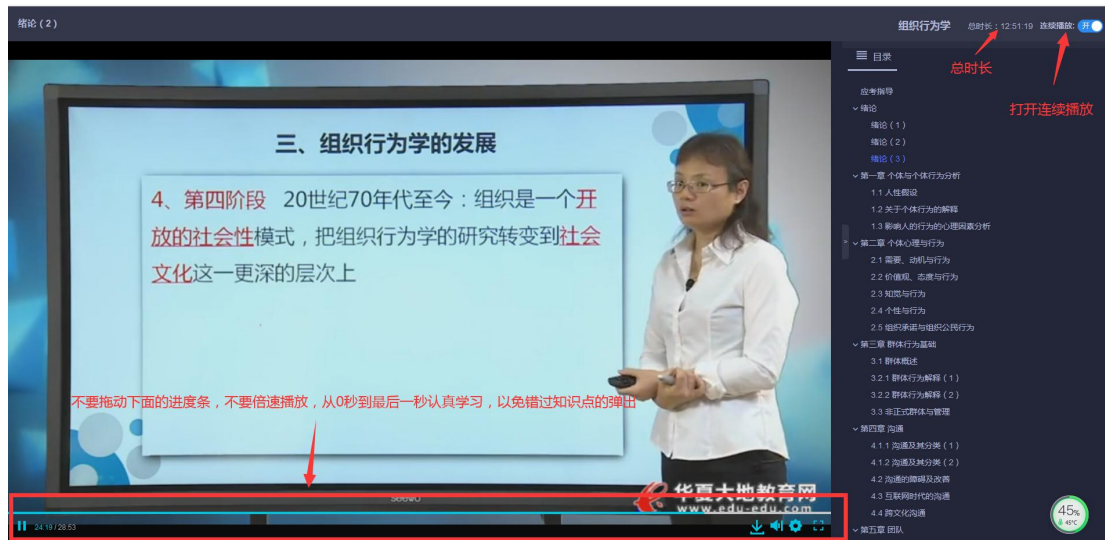 绪论（2）
组织行为学 总时长：12:51:19 连续播放: 开
目录
总时长
打开连续播放
应考指导
绪论
绪论（1）
绪论（2）
绪论（3）
第一章 个体与个体行为分析
1.1 人性假设
1.2 关于个体行为的解释
1.3 影响人的行为的心理因素分析
第二章 个体心理与行为
2.1 需要、动机与行为
2.2 价值观、态度与行为
2.3 知觉与行为
2.4 个性与行为
2.5 组织承诺与组织公民行为
第三章 群体行为基础
3.1 群体概述
3.2.1 群体行为解释（1）
3.2.2 群体行为解释（2）
3.3 非正式群体与管理
第四章 沟通
4.1.1 沟通及其分类（1）
4.1.2 沟通及其分类（2）
4.2 沟通的障碍及改善
4.3 互联网时代的沟通
4.4 跨文化沟通
第五章 团队
三、组织行为学的发展
4、第四阶段 20世纪70年代至今：组织是一个开
放的社会性模式，把组织行为学的研究转变到社会
文化这一更深的层次上
不要拖动下面的进度条，不要倍速播放，从0秒到最后一秒认真学习，以免错过知识点的弹出
seewo
华夏大地教育网
www.edu-edu.com
24:19 / 28:53
45%
45°C